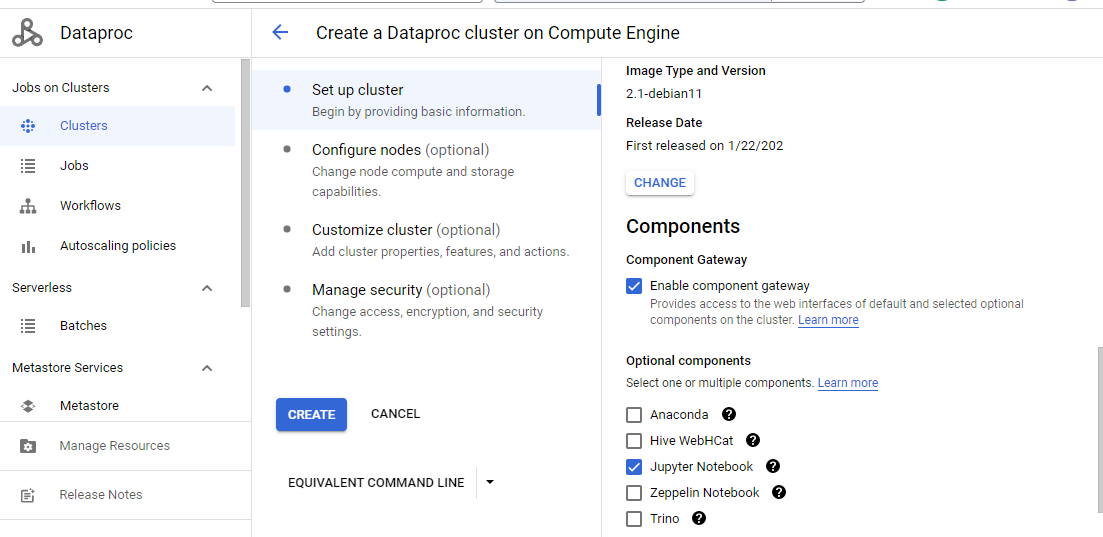 Dataproc
Create a Dataproc cluster on Compute Engine
Jobs on Clusters
Clusters
Jobs
Workflows
Autoscaling policies
Serverless
Batches
Metastore Services
Metastore
Manage Resources
Release Notes
Set up cluster
Begin by providing basic information.
Configure nodes (optional)
Change node compute and storage
capabilities.
Customize cluster (optional)
Add cluster properties, features, and actions.
Manage security (optional)
Change access, encryption, and security
settings.
CREATE
CANCEL
EQUIVALENT COMMAND LINE
Image Type and Version
2.1-debian11
Release Date
First released on 1/22/202
CHANGE
Components
Component Gateway
Enable component gateway
Provides access to the web interfaces of default and selected optional
components on the cluster. Learn more
Optional components
Select one or multiple components. Learn more
Anaconda ?
Hive WebHCat ?
Jupyter Notebook ?
Zeppelin Notebook ?
Trino ?